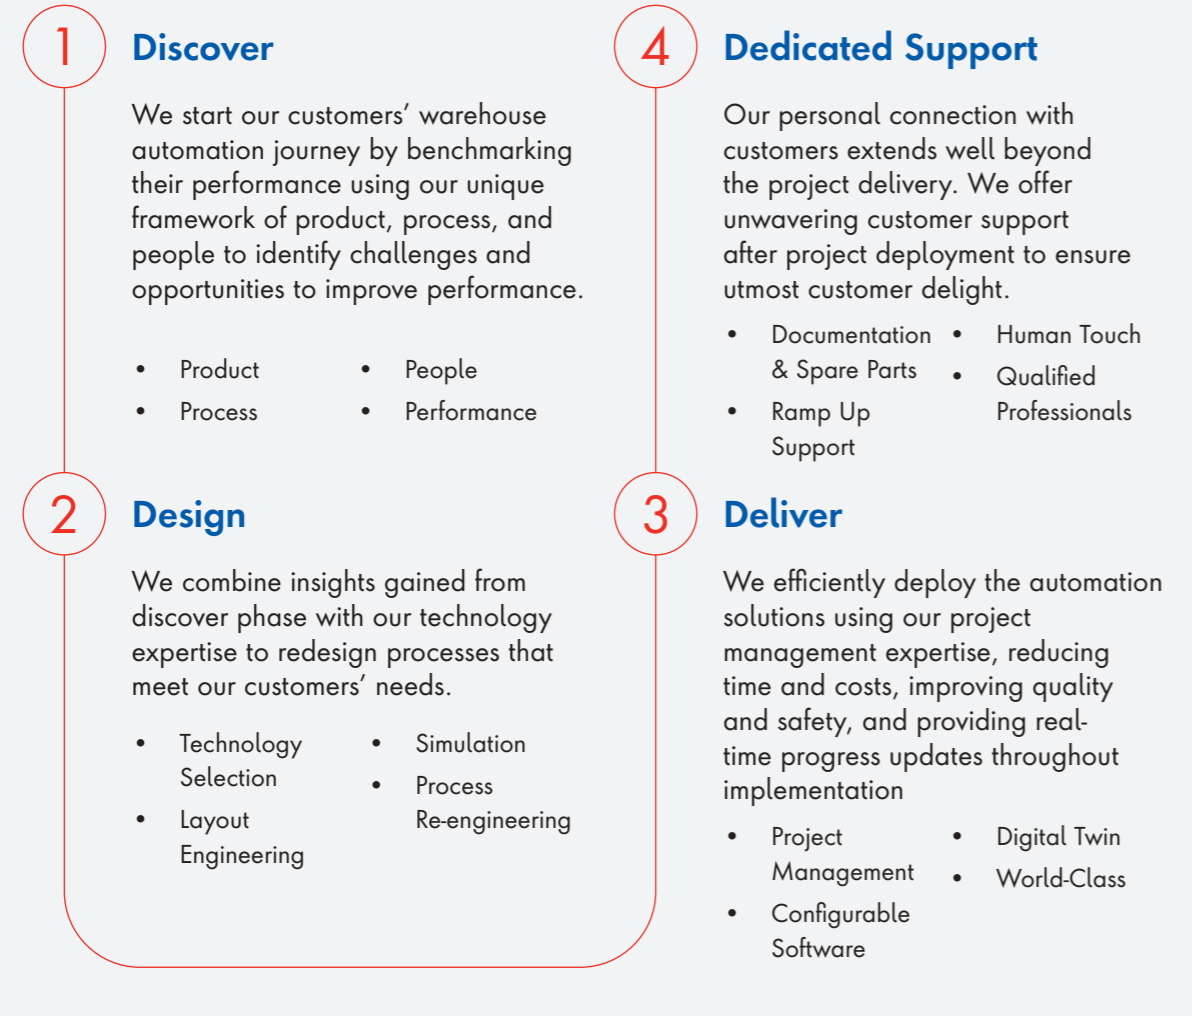 1
Discover
We start our customers’ warehouse
automation journey by benchmarking
their performance using our unique
framework of product, process, and
people to identify challenges and
opportunities to improve performance.
• Product
• Process
• People
• Performance
2
Design
We combine insights gained from
discover phase with our technology
expertise to redesign processes that
meet our customers’ needs.
• Technology
Selection
• Layout
Engineering
• Simulation
• Process
Re-engineering
3
Deliver
We efficiently deploy the automation
solutions using our project
management expertise, reducing
time and costs, improving quality
and safety, and providing real-
time progress updates throughout
implementation
• Project
Management
• Configurable
Software
• Digital Twin
• World-Class
4
Dedicated Support
Our personal connection with
customers extends well beyond
the project delivery. We offer
unwavering customer support
after project deployment to ensure
utmost customer delight.
• Documentation
& Spare Parts
• Ramp Up
Support
• Human Touch
• Qualified
Professionals